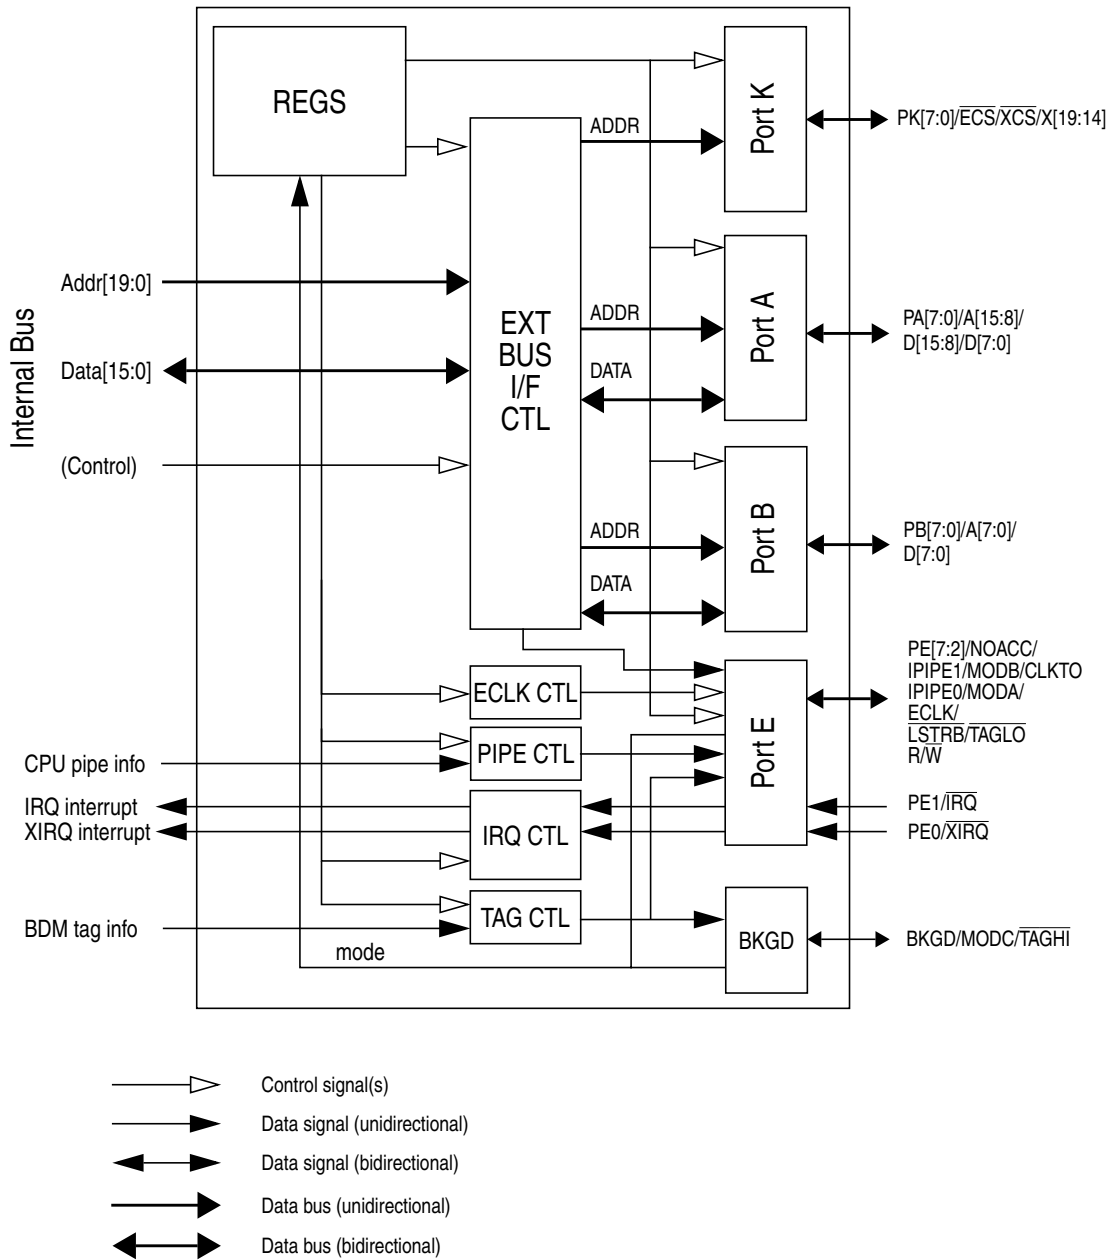 REGS
Port K
ADDR
PK[7:0]/ECS/XCS/X[19:14]
Internal Bus
Addr[19:0]
Data[15:0]
(Control)
EXT
BUS
I/F
CTL
ADDR
DATA
Port A
PA[7:0]/A[15:8]/
D[15:8]/D[7:0]
ADDR
DATA
Port B
PB[7:0]/A[7:0]/
D[7:0]
ECLK CTL
PIPE CTL
IRQ CTL
TAG CTL
Port E
PE[7:2]/NOACC/
IPIPE1/MODB/CLKTO
IPIPE0/MODA/
ECLK/
LSTRB/TAGLO
R/W
CPU pipe info
IRQ interrupt
XIRQ interrupt
PE1/IRQ
PE0/XIRQ
BDM tag info
mode
BKGD
BKGD/MODC/TAGHI
Control signal(s)
Data signal (unidirectional)
Data signal (bidirectional)
Data bus (unidirectional)
Data bus (bidirectional)